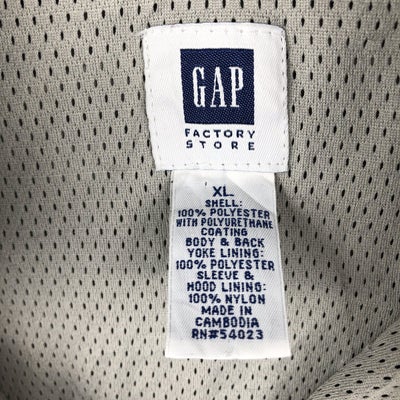 GAP
FACTORY
STORE
XL
SHELL:
100% POLYESTER
WITH POLYURETHANE
COATING
BODY & BACK
YOKE LINING:
100% POLYESTER
SLEEVE &
HOOD LINING:
100% NYLON
MADE IN
CAMBODIA
RN#54023